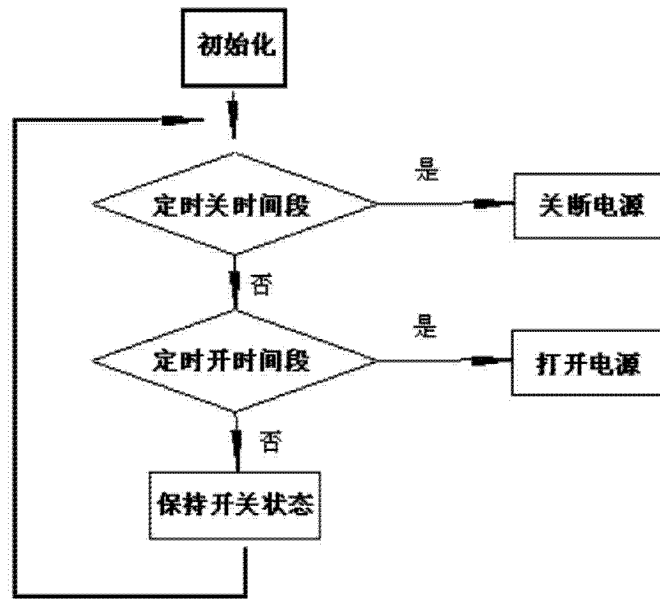 初始化
定时关时间段
是
关断电源
否
定时开时间段
是
打开电源
否
保持开关状态